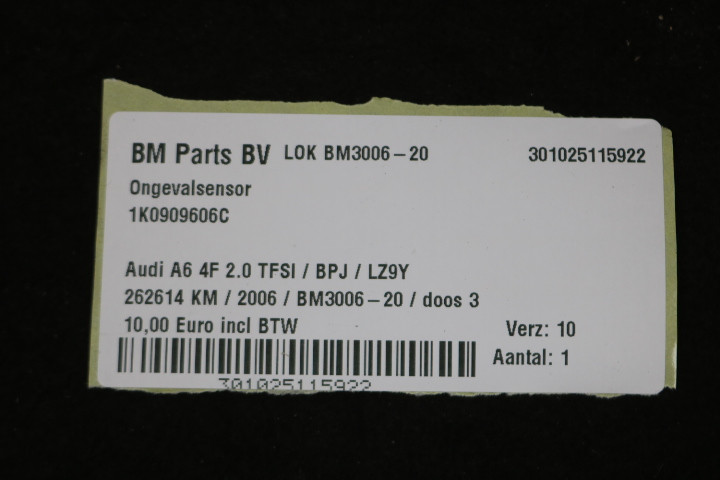 BM Parts BV LOK BM3006-20 301025115922
Ongevalsensor
1K0909606C
Audi A6 4F 2.0 TFSI / BPJ / LZ9Y
262614 KM / 2006 / BM3006-20 / doos 3
10,00 Euro incl BTW Verz: 10
Aantal: 1
301025115922